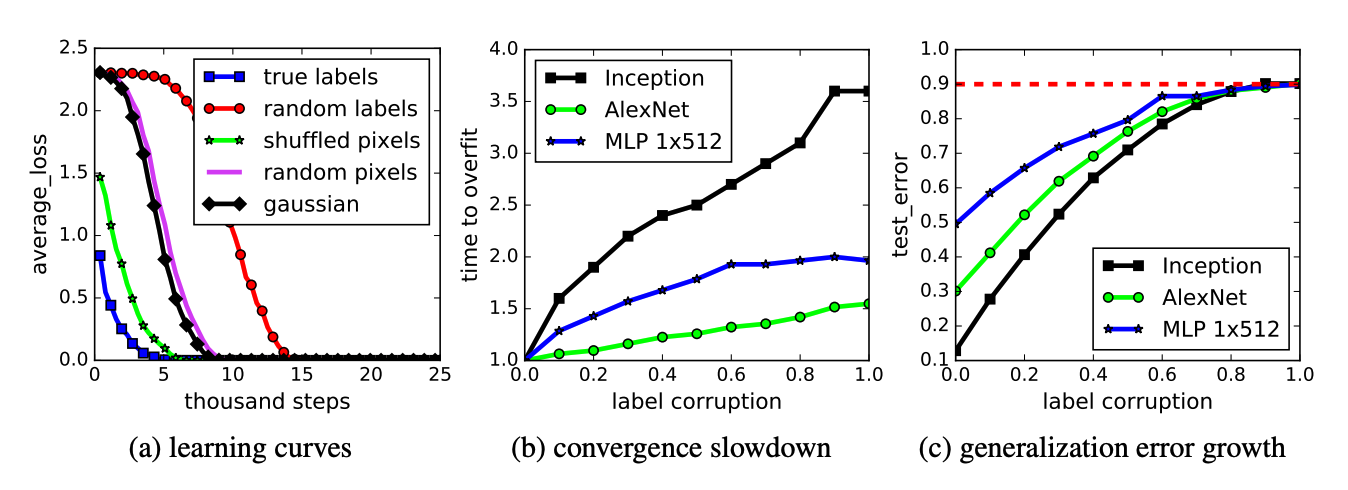 average_loss
2.5
2.0
1.5
1.0
0.5
0.0
0 5 10 15 20 25
thousand steps
true labels
random labels
shuffled pixels
random pixels
gaussian
(a) learning curves
time to overfit
4.0
3.5
3.0
2.5
2.0
1.5
1.0
0.0 0.2 0.4 0.6 0.8 1.0
label corruption
Inception
AlexNet
MLP 1x512
(b) convergence slowdown
test_error
1.0
0.9
0.8
0.7
0.6
0.5
0.4
0.3
0.2
0.1
0.0 0.2 0.4 0.6 0.8 1.0
label corruption
Inception
AlexNet
MLP 1x512
(c) generalization error growth